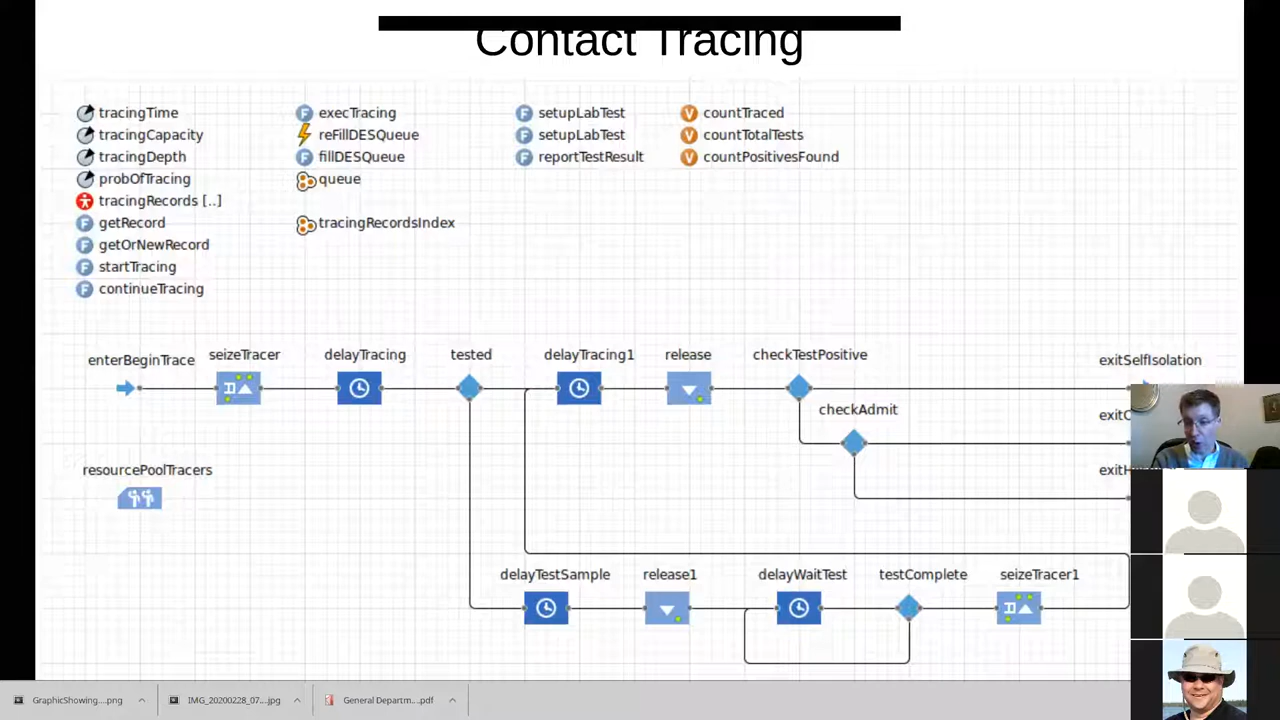 Contact Tracing
tracingTime
tracingCapacity
tracingDepth
probOfTracing
tracingRecords [..]
getRecord
getOrNewRecord
startTracing
continueTracing
execTracing
reFillDESQueue
fillDESQueue
queue
tracingRecordsIndex
setupLabTest
setupLabTest
reportTestResult
countTraced
countTotalTests
countPositivesFound
enterBeginTrace
seizeTracer
delayTracing
tested
delayTracing1
release
checkTestPositive
exitSelfIsolation
checkAdmit
resourcePoolTracers
delayTestSample
release1
delayWaitTest
testComplete
seizeTracer1
GraphicShowing....png
IMG_20200228_07...jpg
General Departm....pdf